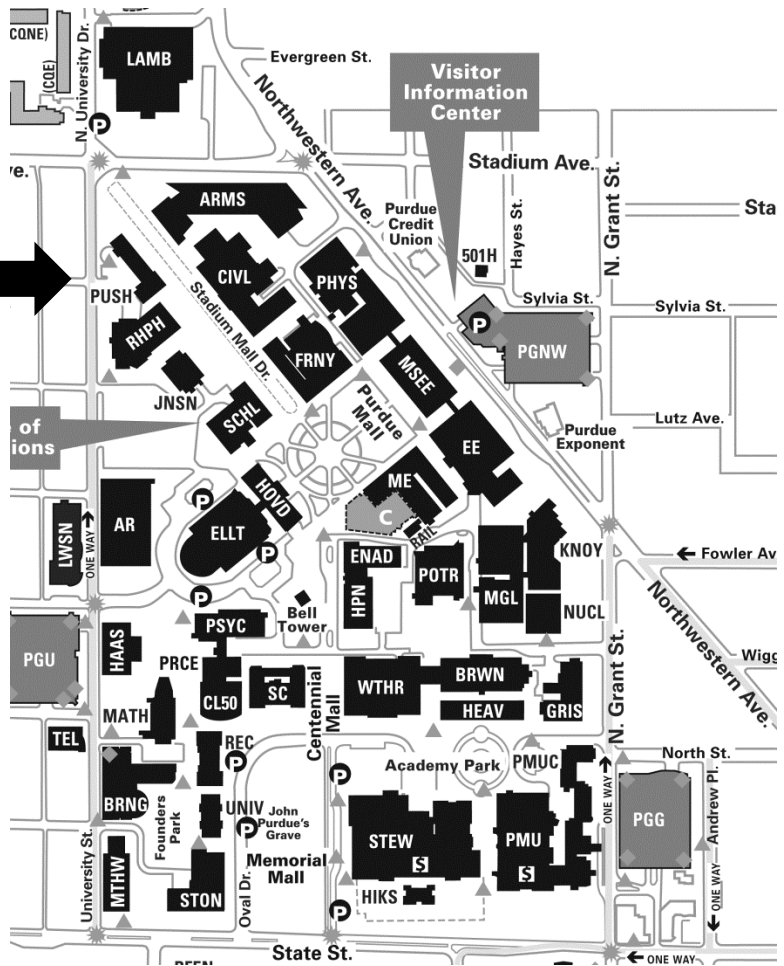 (CQNE)
(CQE)
N. University Dr.
LAMB
P
Evergreen St.
Northwestern Ave.
Visitor
Information
Center
Stadium Ave.
N. Grant St.
Hayes St.
Sta
ve.
ARMS
Purdue
Credit
Union
501H
CIVL
PHYS
PUSH
Stadium Mall Dr.
Sylvia St.
Sylvia St.
RHPH
P
PGNW
FRNY
MSEE
JNSN
SCHL
Purdue
Mall
Lutz Ave.
Purdue
Exponent
e of
ions
EE
HOVD
ME
P
C
AR
LWSN
ONE WAY
ELLT
RAIL
KNOY
P
ENAD
POTR
Fowler Av
HPN
MGL
NUCL
P
Bell
Tower
PSYC
Northwestern Ave.
HAAS
PGU
PRCE
CL50
SC
WTHR
BRWN
Wigg
N. Grant St.
MATH
Centennial
Mall
HEAV
GRIS
TEL
REC
P
North St.
Academy Park
PMUC
P
BRNG
ONE WAY
Andrew Pl.
PGG
UNIV
John
Purdue's
Grave
P
Founders
Park
STEW
PMU
$
$
Memorial
Mall
University St.
MTHW
STON
Oval Dr.
HIKS
P
ONE WAY
State St.
ONE WAY